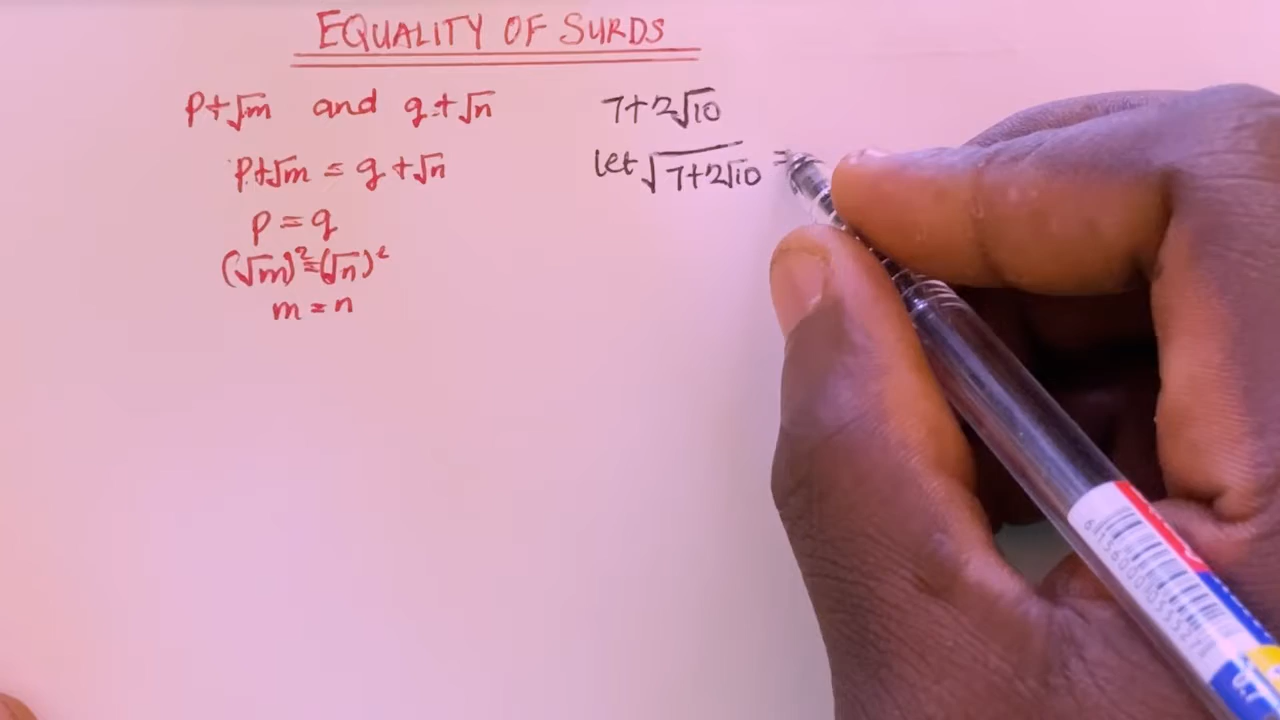 EQUALITY OF SURDS
p+√m and q+√n
p+√m = q+√n
p = q
(√m)² = (√n)²
m = n
7+2√10
let √7+2√10 =